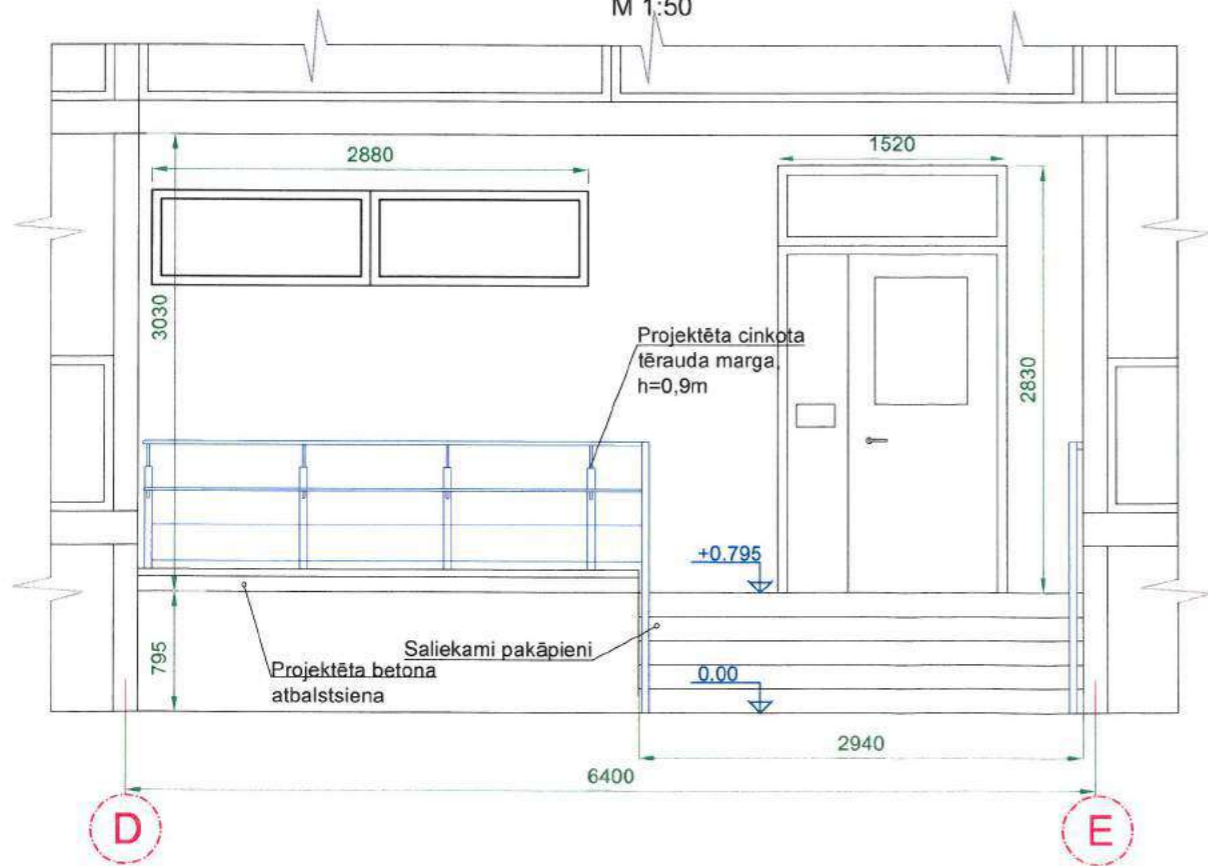 M 1:50
2880
1520
3030
Projektēta cinkota
tērauda marga,
h=0,9m
2830
+0.795
795
Saliekami pakāpieni
Projektēta betona
atbalstsiena
0.00
2940
6400
D
E